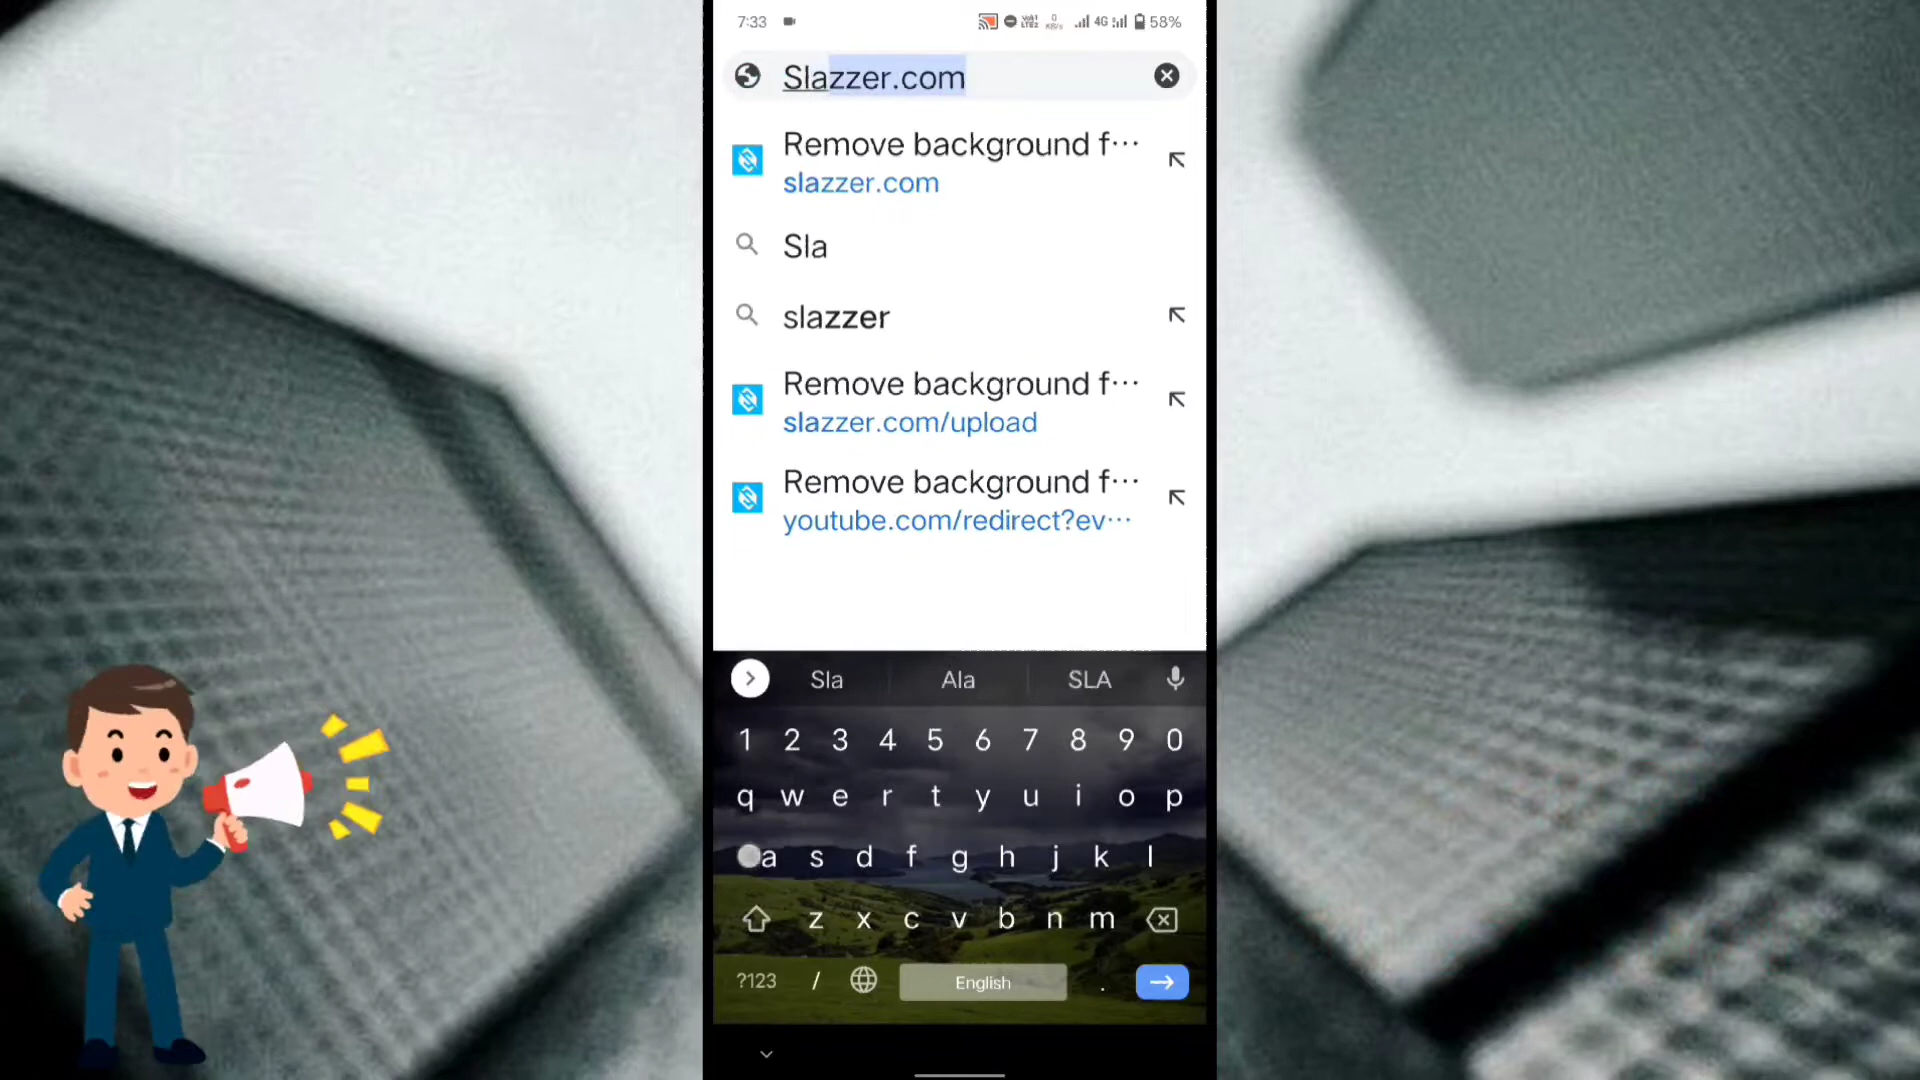 7:33 4G 58%
Slazzer.com
Remove background f···
slazzer.com
Sla
slazzer
Remove background f···
slazzer.com/upload
Remove background f···
youtube.com/redirect?ev···
Sla Ala SLA
1 2 3 4 5 6 7 8 9 0
q w e r t y u i o p
a s d f g h j k l
z x c v b n m
?123 / English .